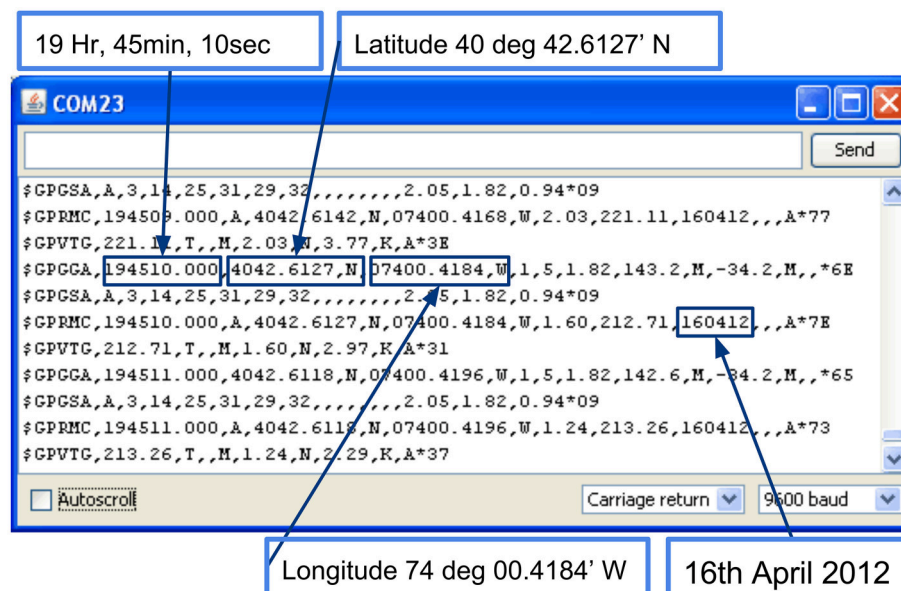 19 Hr, 45min, 10sec
Latitude 40 deg 42.6127’ N
COM23
Send
$GPGSA,A,3,14,25,31,29,32,,,,,,,,2.05,1.82,0.94*09
$GPRMC,194509.000,A,4042.6142,N,07400.4168,W,2.03,221.11,160412,,,A*77
$GPVTG,221.11,T,,M,2.03,N,3.77,K,A*3E
$GPGGA,194510.000,4042.6127,N,07400.4184,W,1,5,1.82,143.2,M,-34.2,M,,*6E
$GPGSA,A,3,14,25,31,29,32,,,,,,,,2.05,1.82,0.94*09
$GPRMC,194510.000,A,4042.6127,N,07400.4184,W,1.60,212.71,160412,,,A*7E
$GPVTG,212.71,T,,M,1.60,N,2.97,K,A*31
$GPGGA,194511.000,4042.6118,N,07400.4196,W,1,5,1.82,142.6,M,-34.2,M,,*65
$GPGSA,A,3,14,25,31,29,32,,,,,,,,2.05,1.82,0.94*09
$GPRMC,194511.000,A,4042.6118,N,07400.4196,W,1.24,213.26,160412,,,A*73
$GPVTG,213.26,T,,M,1.24,N,2.29,K,A*37
Autoscroll
Carriage return
9600 baud
Longitude 74 deg 00.4184’ W
16th April 2012